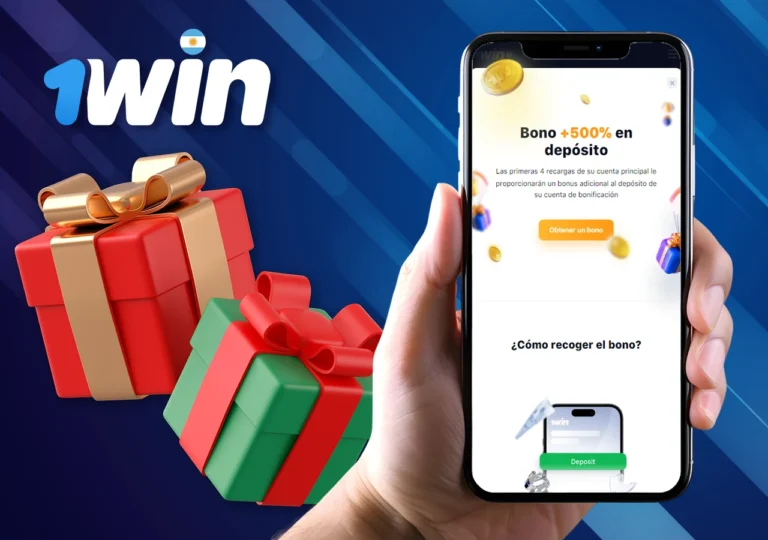 1win
Bono +500% en
depósito
Las primeras 4 recargas de su cuenta principal le
proporcionarán un bonus adicional al depósito de
su cuenta de bonificación
Obtener un bono
¿Cómo recoger el bono?
1win
Deposit